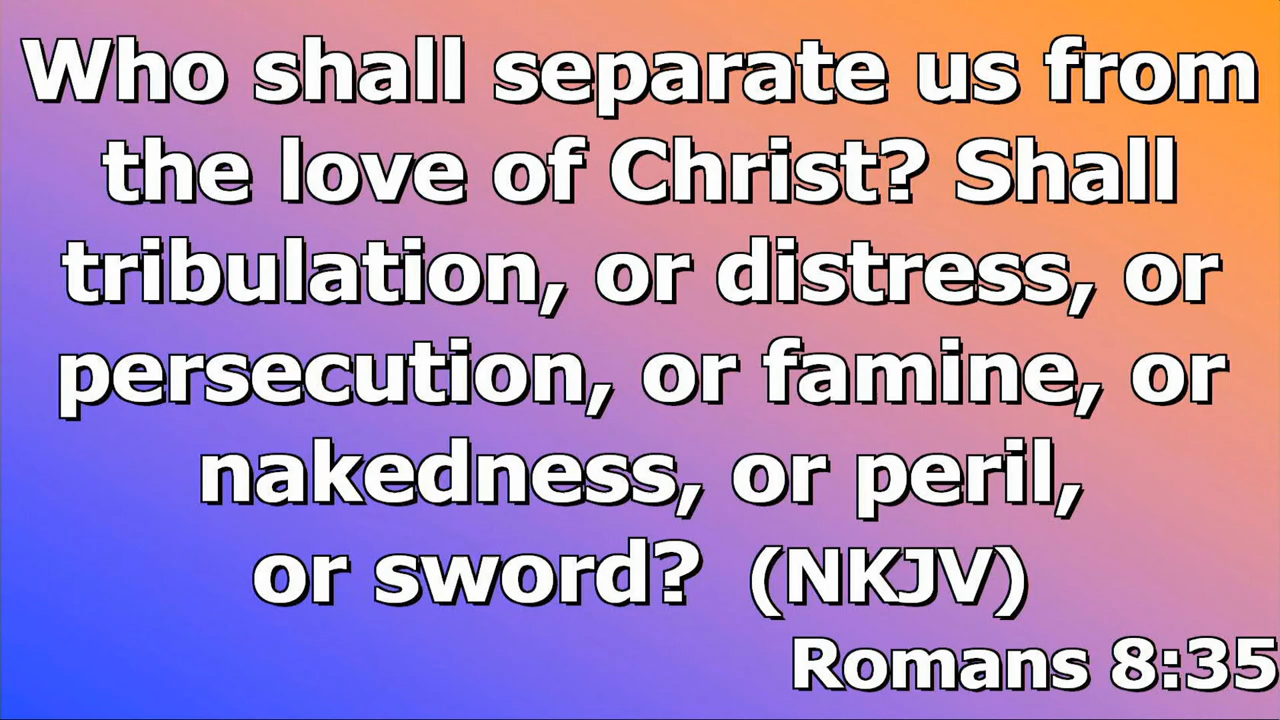 Who shall separate us from
the love of Christ? Shall
tribulation, or distress, or
persecution, or famine, or
nakedness, or peril,
or sword? (NKJV)
Romans 8:35